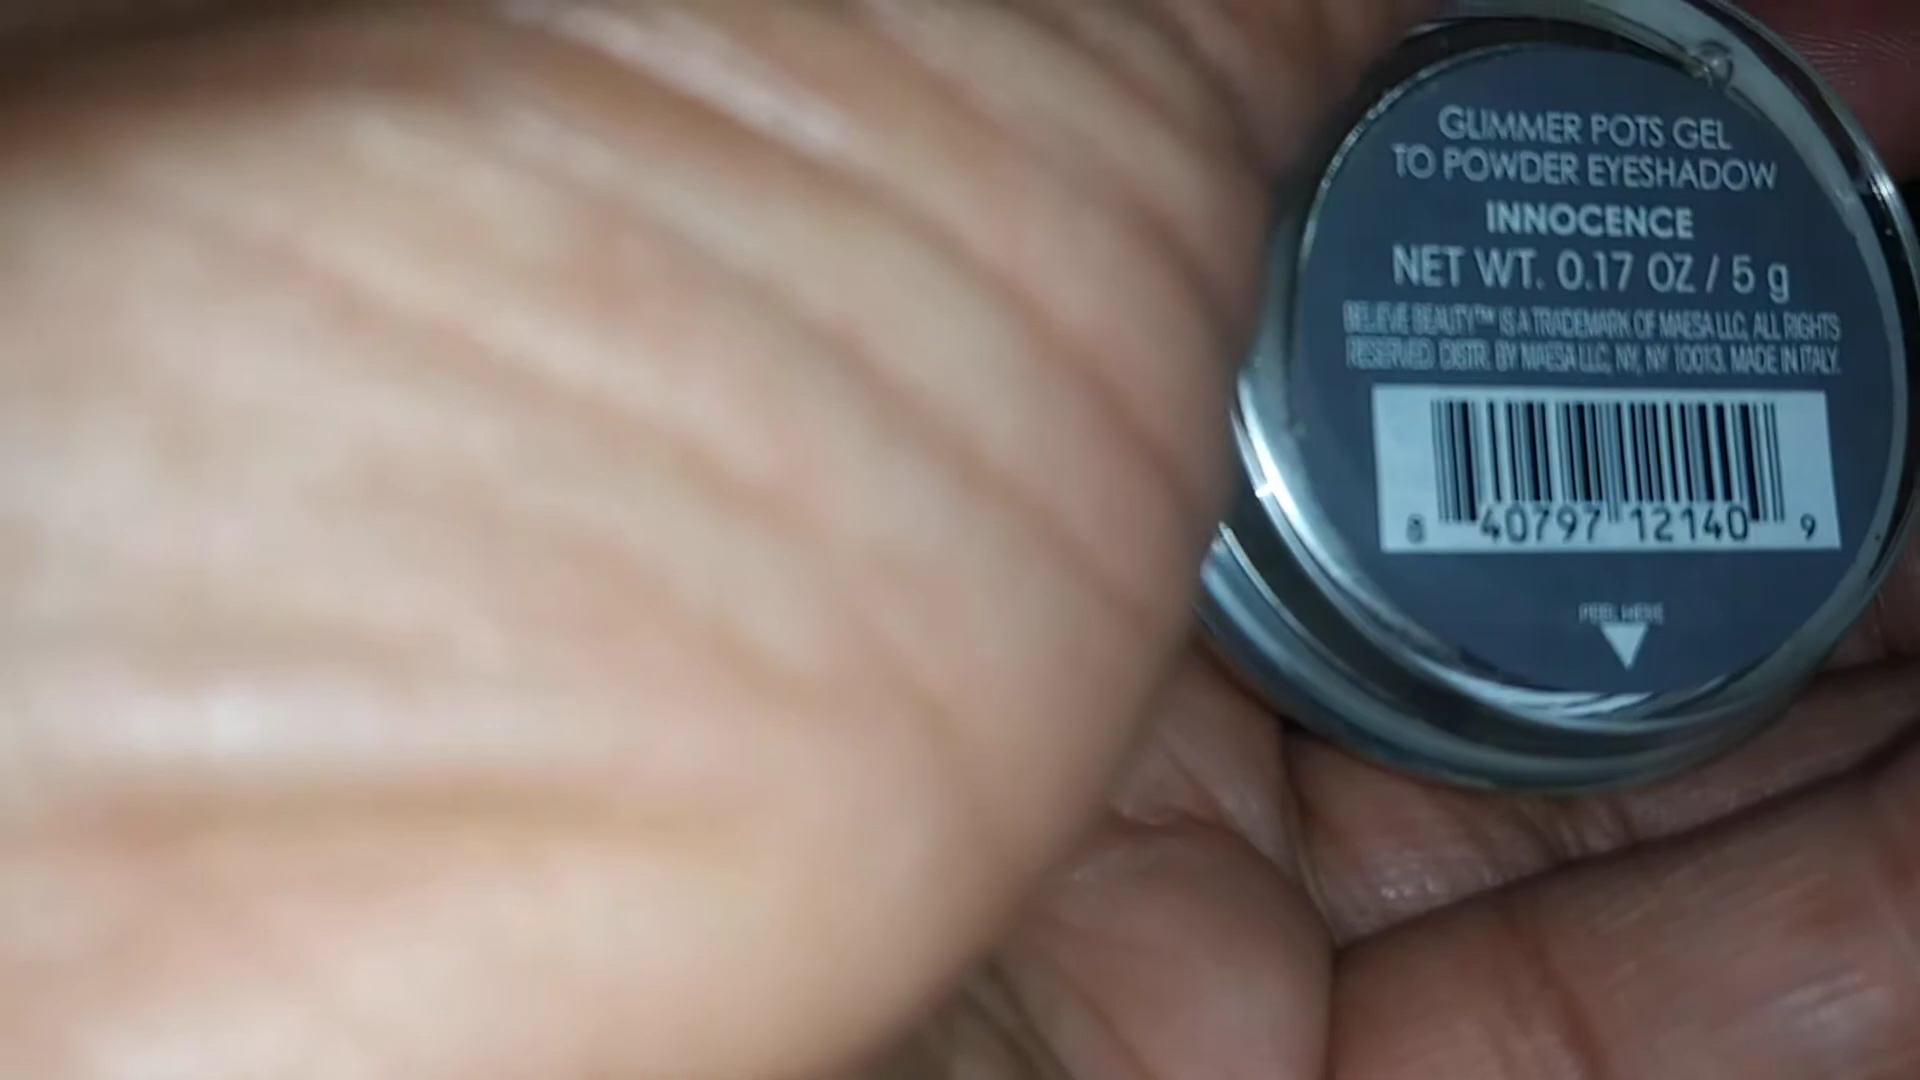 GLIMMER POTS GEL
TO POWDER EYESHADOW
INNOCENCE
NET WT. 0.17 OZ / 5 g
BELIEVE BEAUTY™ IS A TRADEMARK OF MAESA LLC, ALL RIGHTS
RESERVED. DISTR. BY MAESA LLC, NY, NY 10013. MADE IN ITALY.
8 40797 12140 9
PEEL HERE